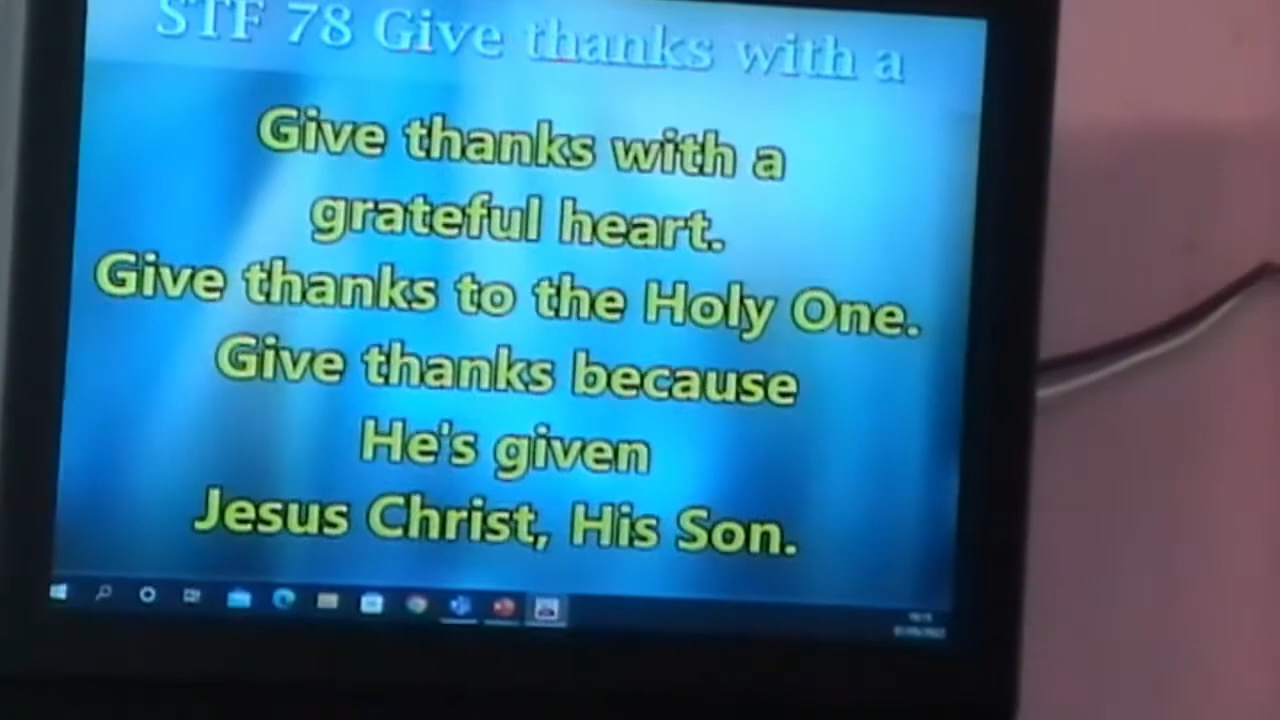 STF 78 Give thanks with a
Give thanks with a
grateful heart.
Give thanks to the Holy One.
Give thanks because
He's given
Jesus Christ, His Son.